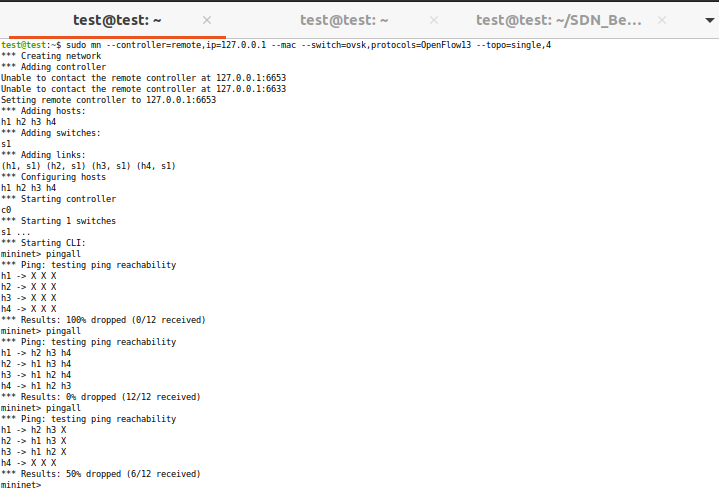 test@test: ~ × test@test: ~ × test@test: ~/SDN_Be... ×
test@test:~$ sudo mn --controller=remote,ip=127.0.0.1 --mac --switch=ovsk,protocols=OpenFlow13 --topo=single,4
*** Creating network
*** Adding controller
Unable to contact the remote controller at 127.0.0.1:6653
Unable to contact the remote controller at 127.0.0.1:6633
Setting remote controller to 127.0.0.1:6653
*** Adding hosts:
h1 h2 h3 h4
*** Adding switches:
s1
*** Adding links:
(h1, s1) (h2, s1) (h3, s1) (h4, s1)
*** Configuring hosts
h1 h2 h3 h4
*** Starting controller
c0
*** Starting 1 switches
s1 ...
*** Starting CLI:
mininet> pingall
*** Ping: testing ping reachability
h1 -> X X X
h2 -> X X X
h3 -> X X X
h4 -> X X X
*** Results: 100% dropped (0/12 received)
mininet> pingall
*** Ping: testing ping reachability
h1 -> h2 h3 h4
h2 -> h1 h3 h4
h3 -> h1 h2 h4
h4 -> h1 h2 h3
*** Results: 0% dropped (12/12 received)
mininet> pingall
*** Ping: testing ping reachability
h1 -> h2 h3 X
h2 -> h1 h3 X
h3 -> h1 h2 X
h4 -> X X X
*** Results: 50% dropped (6/12 received)
mininet>